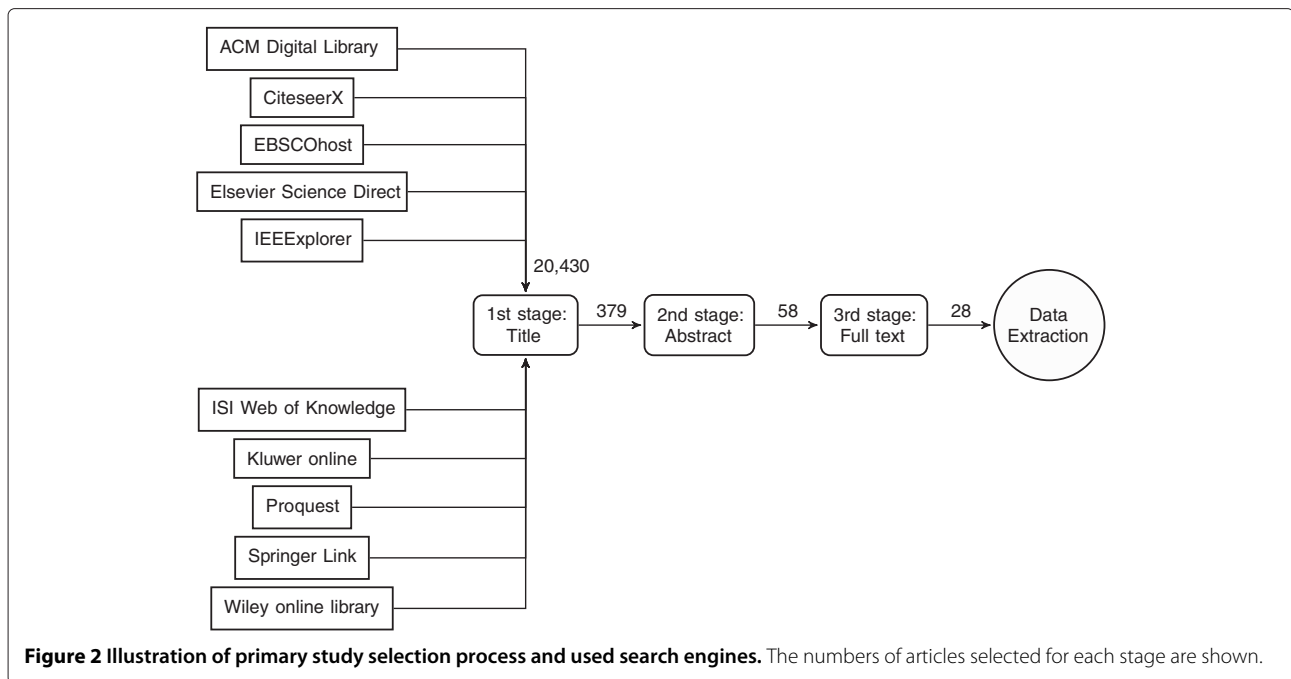 ACM Digital Library
CiteseerX
EBSCOhost
Elsevier Science Direct
IEEExplorer
20,430
1st stage:
Title
379
2nd stage:
Abstract
58
3rd stage:
Full text
28
Data
Extraction
ISI Web of Knowledge
Kluwer online
Proquest
Springer Link
Wiley online library
Figure 2 Illustration of primary study selection process and used search engines. The numbers of articles selected for each stage are shown.